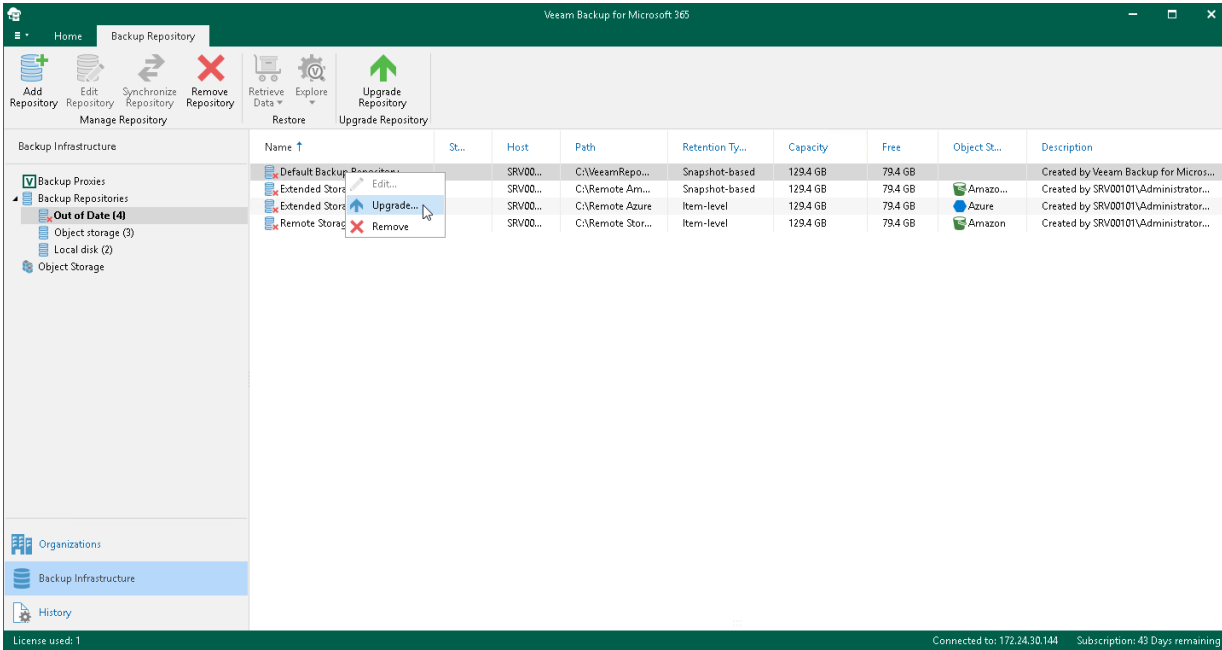 Veeam Backup for Microsoft 365
Home
Backup Repository
Add Repository
Edit Repository
Synchronize Repository
Remove Repository
Manage Repository
Retrieve Data
Explore
Restore
Upgrade Repository
Upgrade Repository
Backup Infrastructure
Backup Proxies
Backup Repositories
Out of Date (4)
Object storage (3)
Local disk (2)
Object Storage
Organizations
Backup Infrastructure
History
Name St... Host Path Retention Ty... Capacity Free Object St... Description
Default Backup Repository SRV00... C:\VeeamRepo... Snapshot-based 129.4 GB 79.4 GB Created by Veeam Backup for Micros...
Extended Stora SRV00... C:\Remote Am... Snapshot-based 129.4 GB 79.4 GB Amazo... Created by SRV00101\Administrator...
Extended Stora SRV00... C:\Remote Azure Item-level 129.4 GB 79.4 GB Azure Created by SRV00101\Administrator...
Remote Storag SRV00... C:\Remote Stor... Item-level 129.4 GB 79.4 GB Amazon Created by SRV00101\Administrator...
Edit...
Upgrade...
Remove
License used: 1
Connected to: 172.24.30.144 Subscription: 43 Days remaining